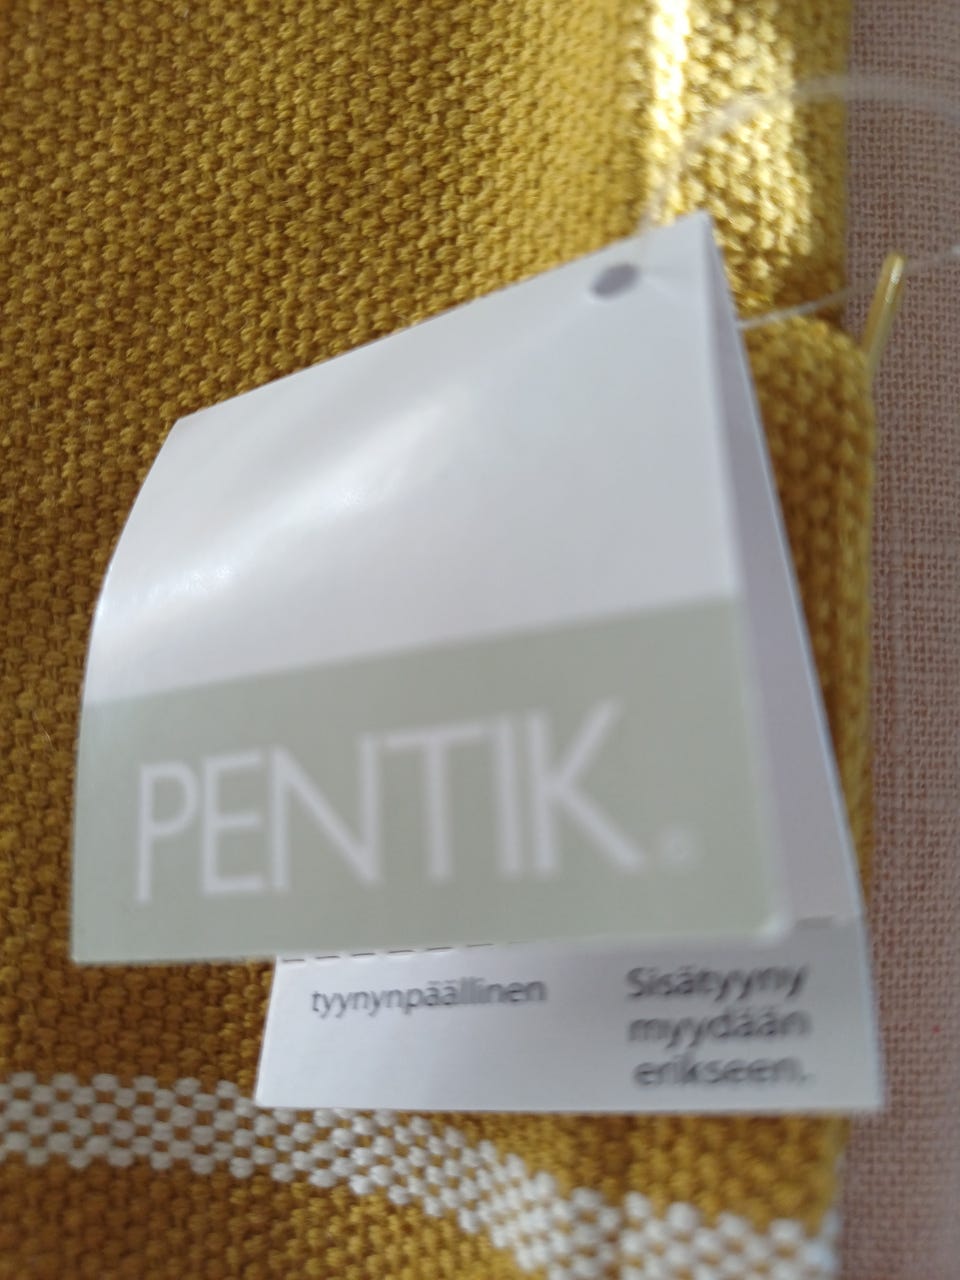 PENTIK®
tyynynpäällinen
Sisätyyny
myydään
erikseen.